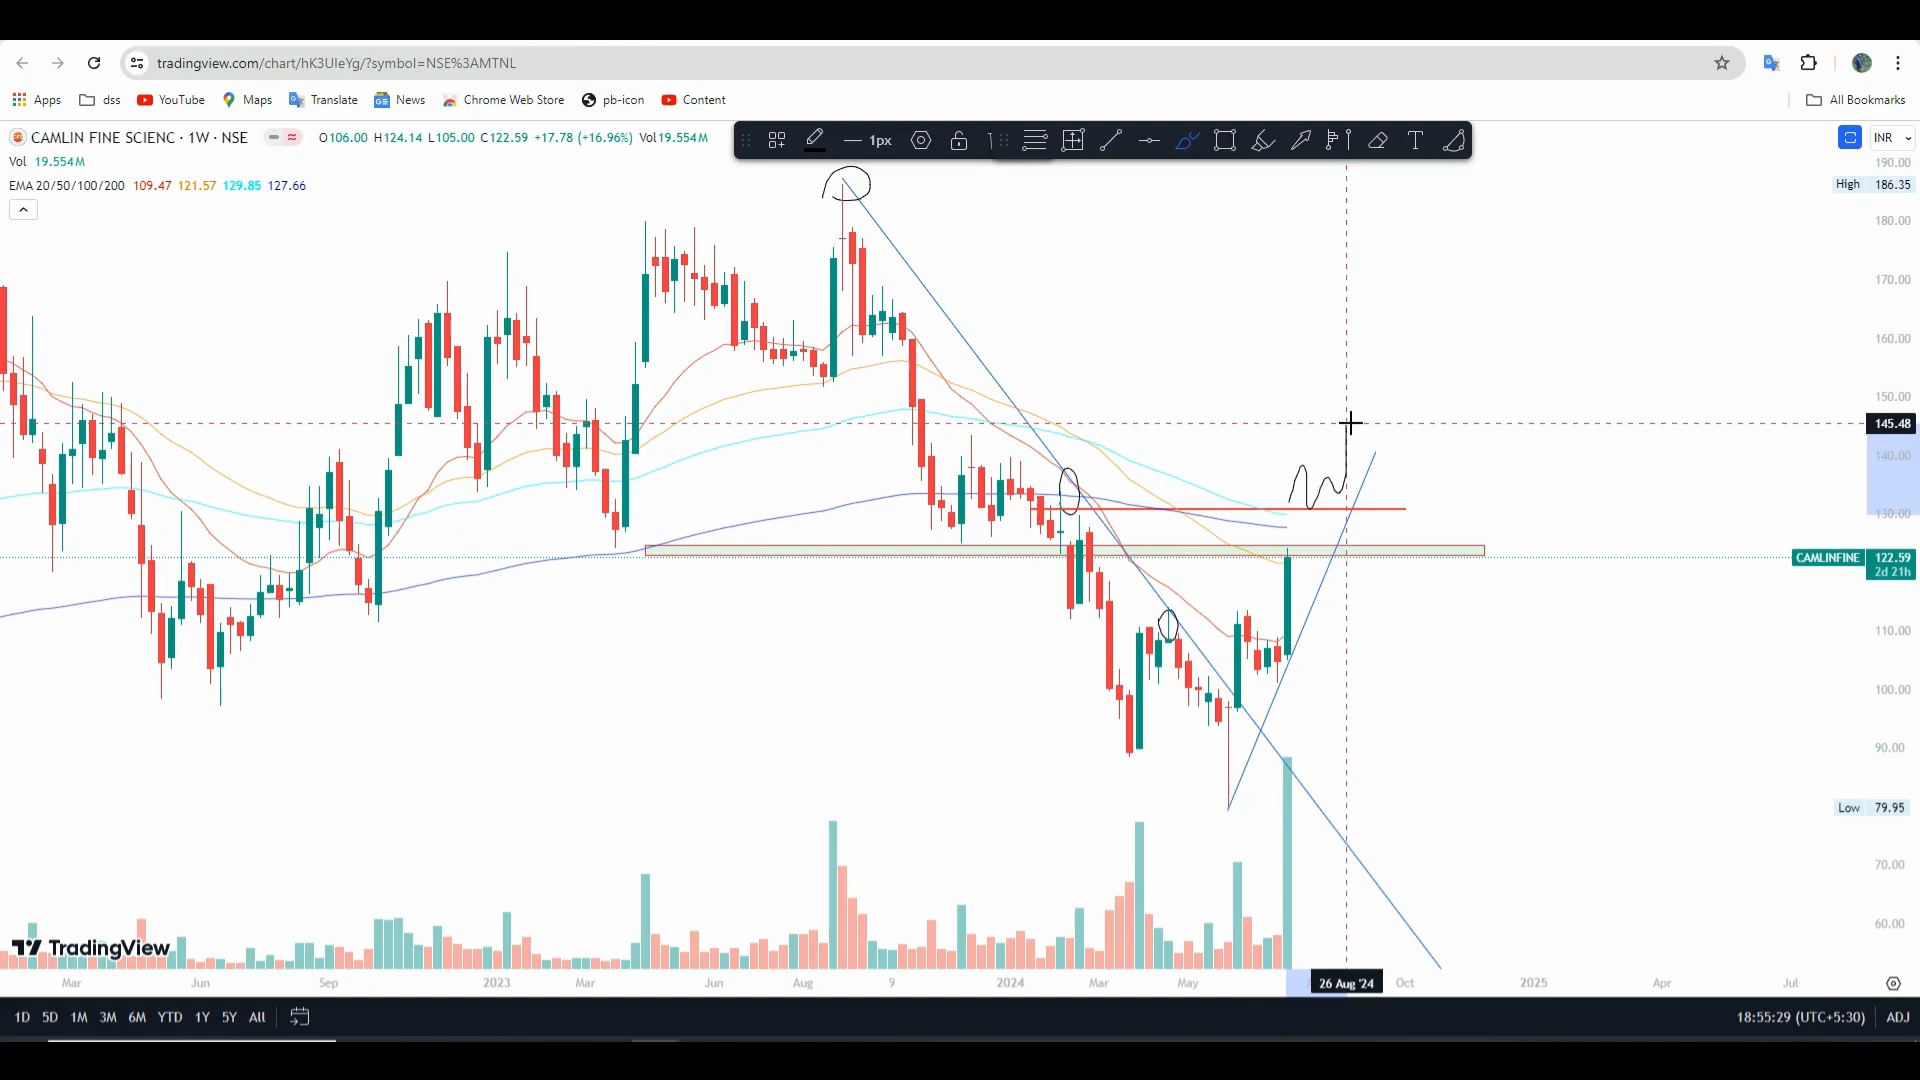 tradingview.com/chart/hK3UIeYg/?symbol=NSE%3AMTNL
Apps dss YouTube Maps Translate News Chrome Web Store pb-icon Content All Bookmarks
CAMLIN FINE SCIENC · 1W · NSE O106.00 H124.14 L105.00 C122.59 +17.78 (+16.96%) Vol19.554M 1px INR
Vol 19.554M
EMA 20/50/100/200 109.47 121.57 129.85 127.66
190.00
High 186.35
180.00
170.00
160.00
150.00
145.48
140.00
130.00
CAMLINFINE 122.59
2d 21h
110.00
100.00
90.00
Low 79.95
70.00
60.00
TradingView
Mar Jun Sep 2023 Mar Jun Aug 9 2024 Mar May 26 Aug '24 Oct 2025 Apr Jul
1D 5D 1M 3M 6M YTD 1Y 5Y All 18:55:29 (UTC+5:30) ADJ